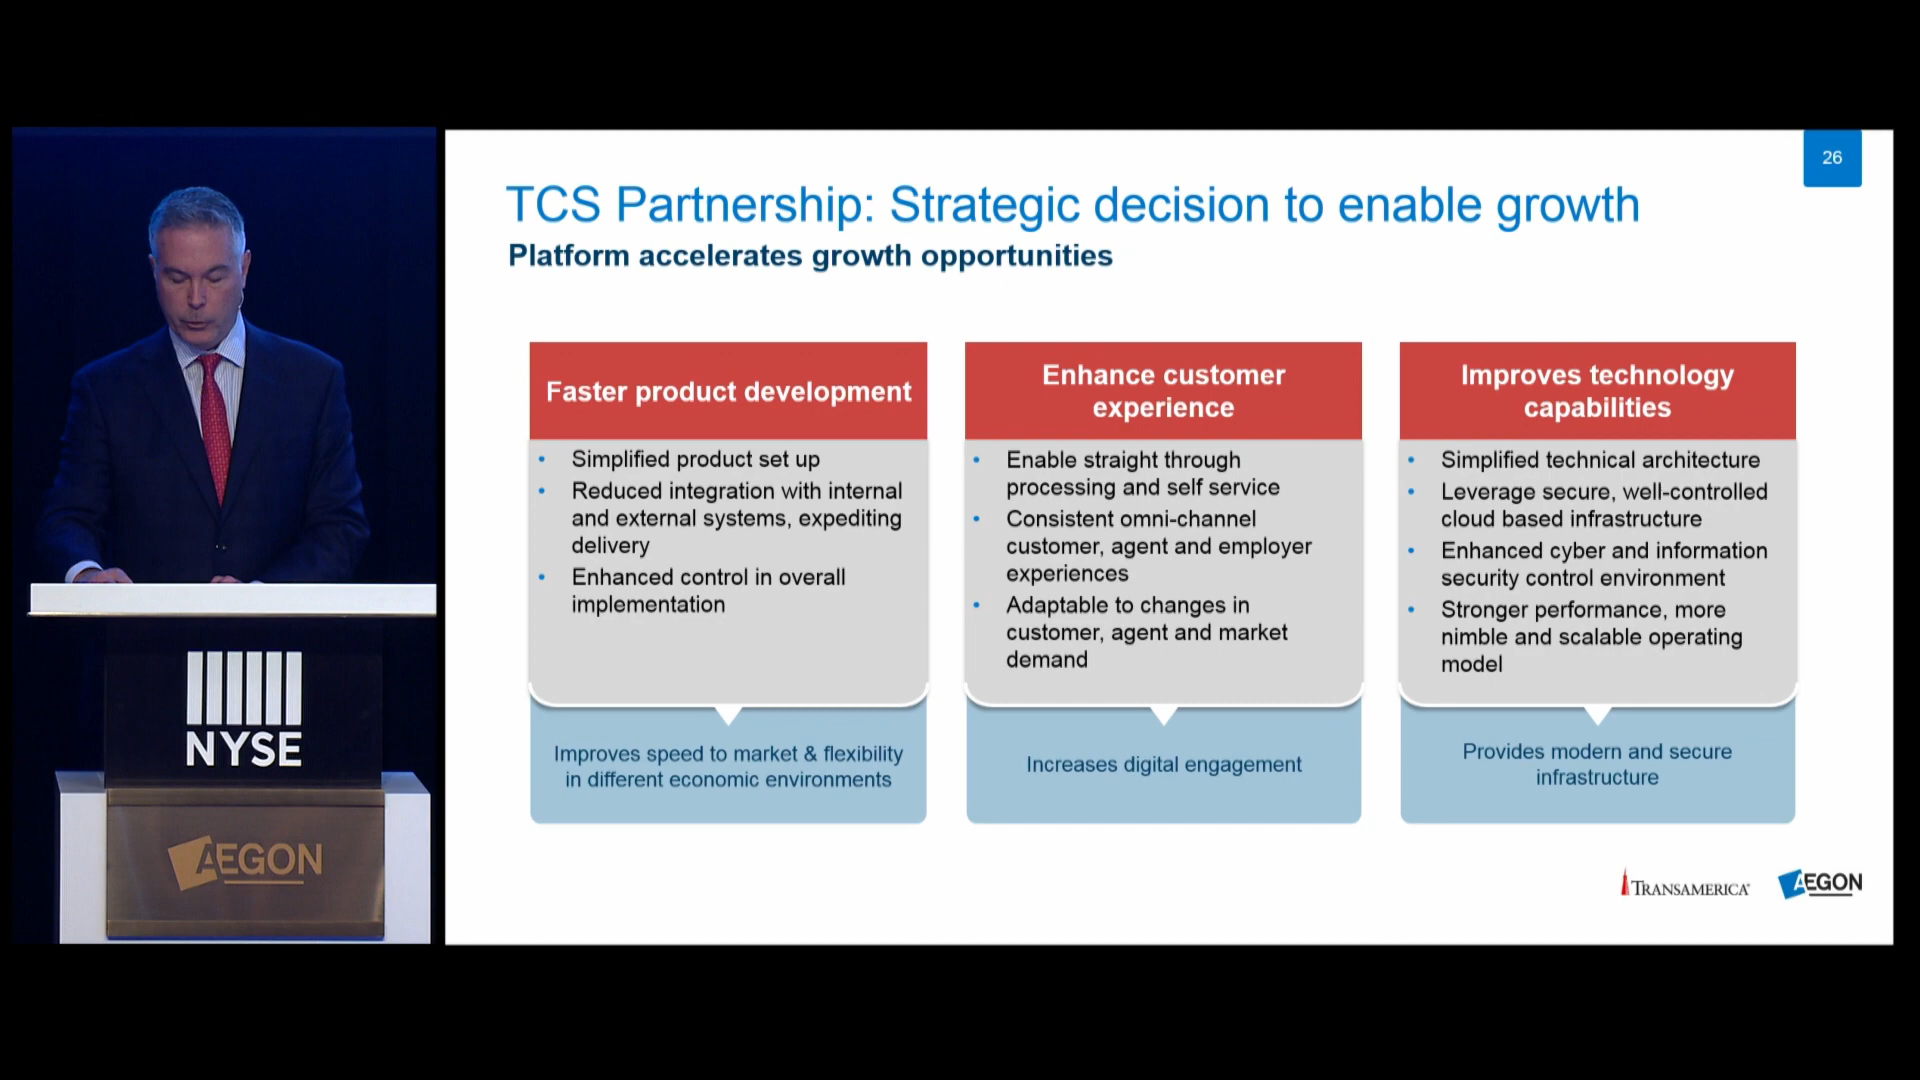 26
TCS Partnership: Strategic decision to enable growth
Platform accelerates growth opportunities
Faster product development
• Simplified product set up
• Reduced integration with internal
and external systems, expediting
delivery
• Enhanced control in overall
implementation
Improves speed to market & flexibility
in different economic environments
Enhance customer
experience
• Enable straight through
processing and self service
• Consistent omni-channel
customer, agent and employer
experiences
• Adaptable to changes in
customer, agent and market
demand
Increases digital engagement
Improves technology
capabilities
• Simplified technical architecture
• Leverage secure, well-controlled
cloud based infrastructure
• Enhanced cyber and information
security control environment
• Stronger performance, more
nimble and scalable operating
model
Provides modern and secure
infrastructure
TRANSAMERICA®
AEGON
NYSE
AEGON